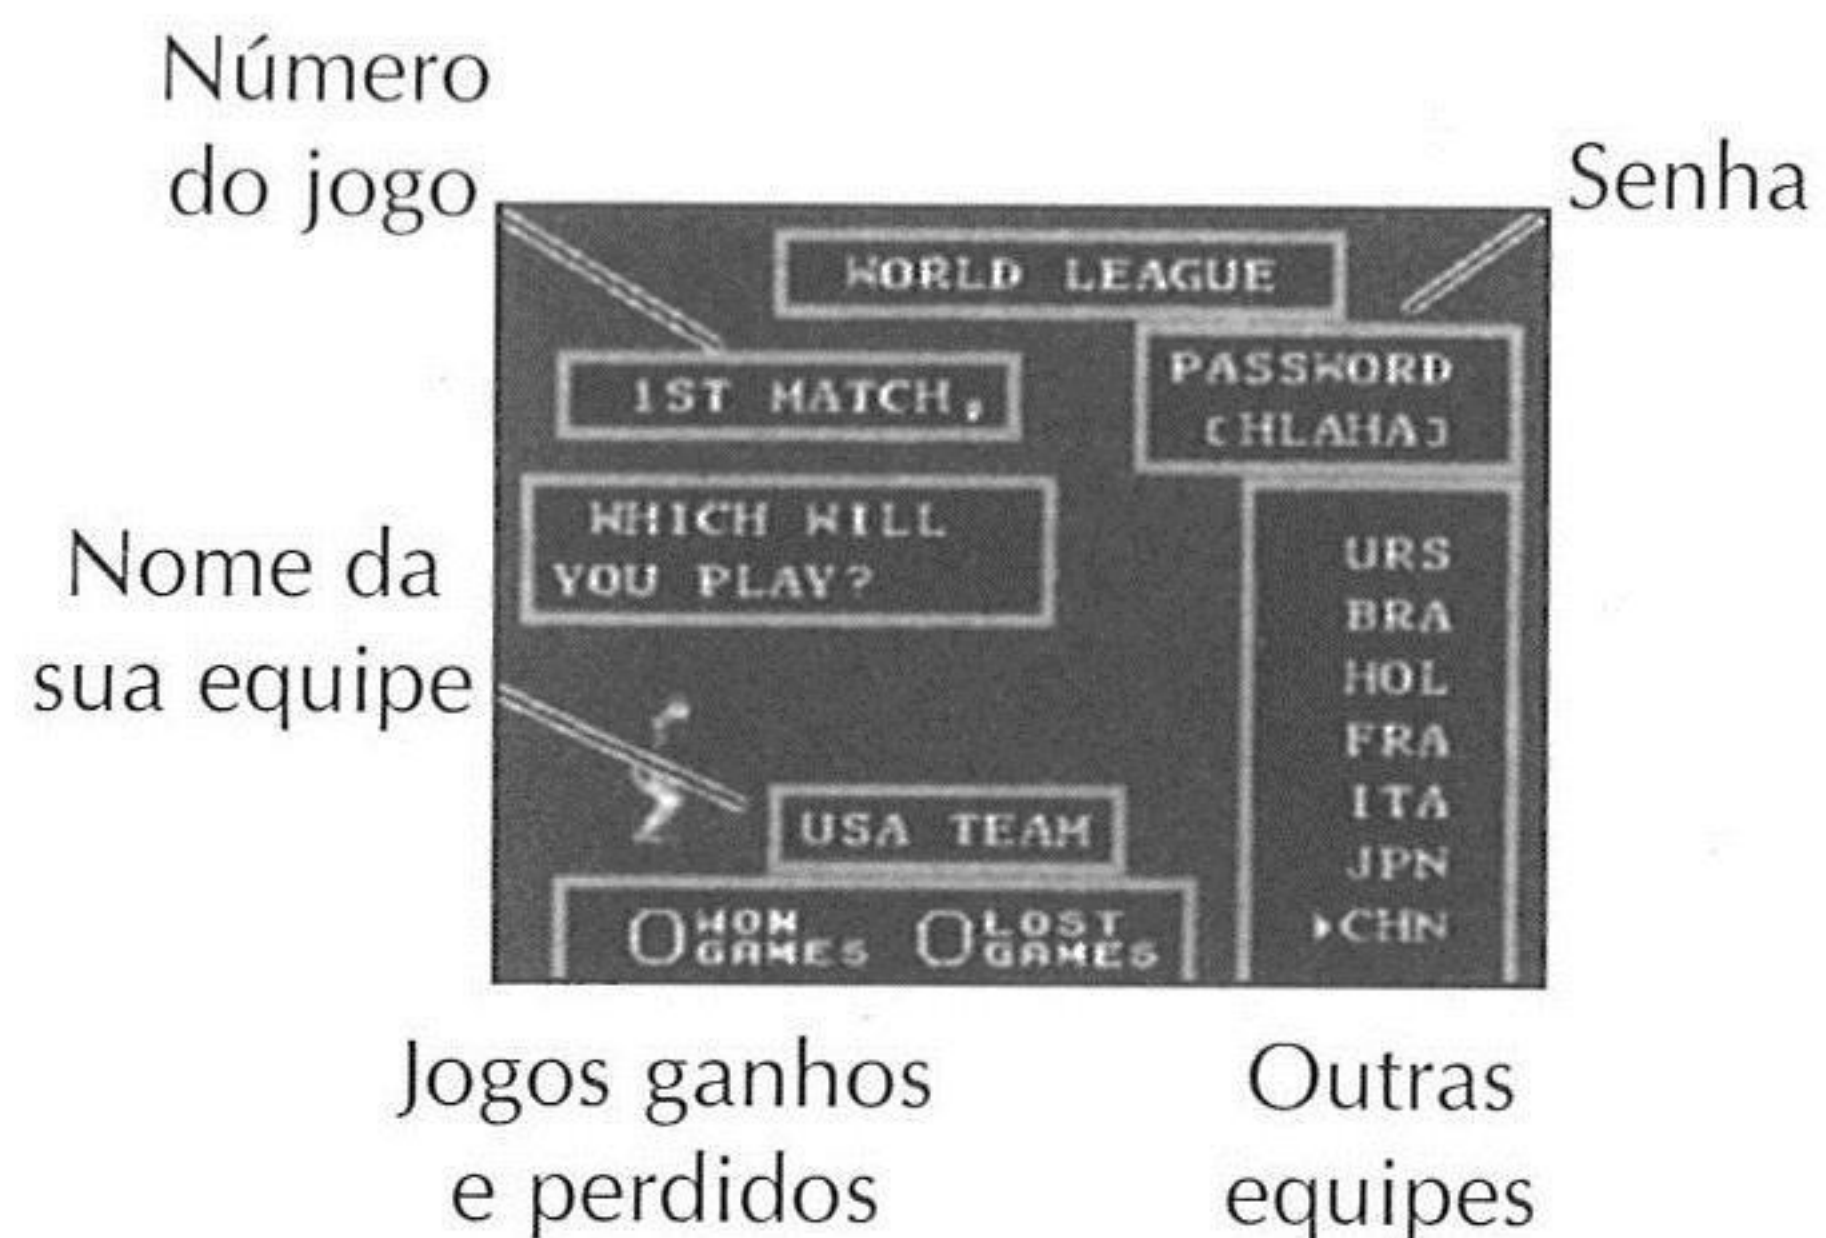 Número
do jogo
Senha
WORLD LEAGUE
PASSWORD
[HLAHA]
1ST MATCH,
WHICH WILL
YOU PLAY?
Nome da
sua equipe
URS
BRA
HOL
FRA
ITA
JPN
▸CHN
USA TEAM
0 WON GAMES 0 LOST GAMES
Jogos ganhos
e perdidos
Outras
equipes